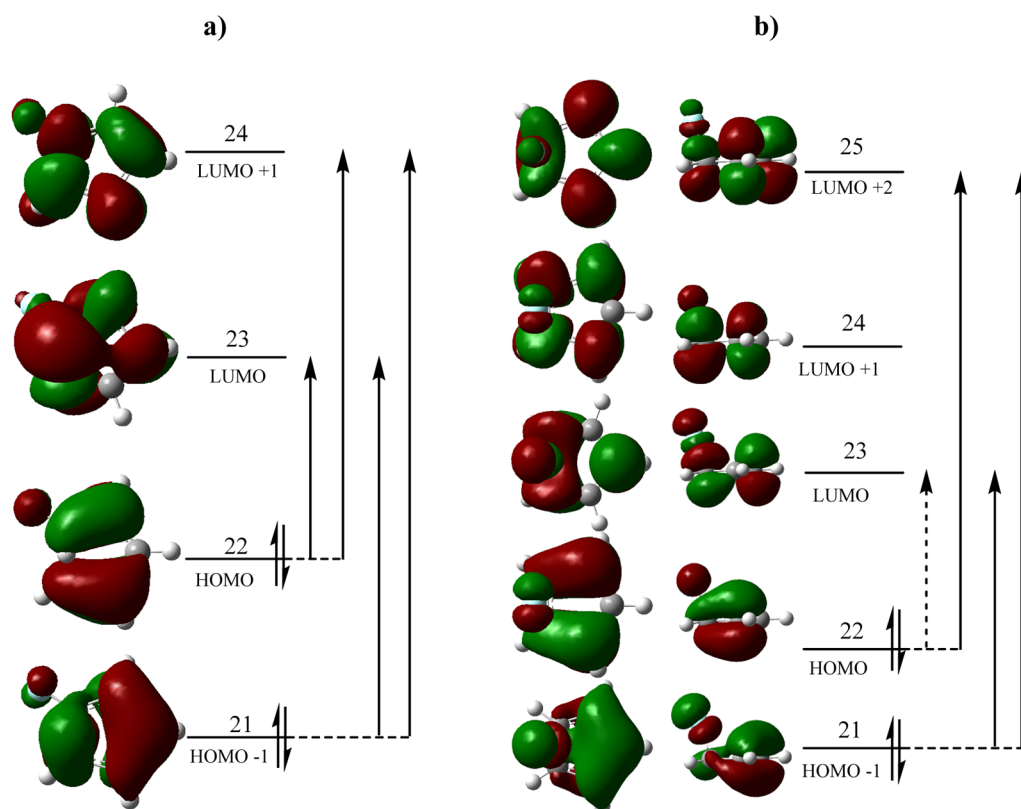 a)
24
LUMO +1
23
LUMO
22
HOMO
21
HOMO -1
b)
25
LUMO +2
24
LUMO +1
23
LUMO
22
HOMO
21
HOMO -1